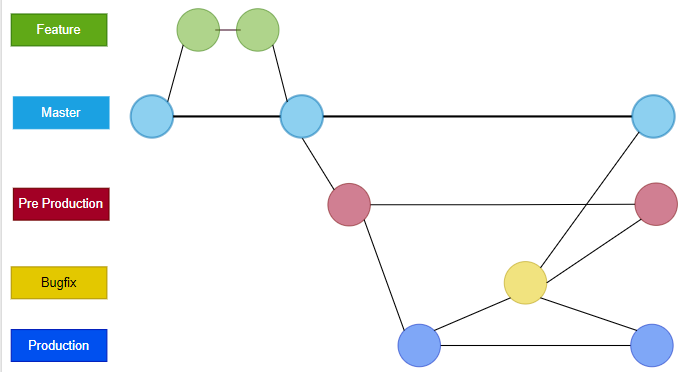 Feature
Master
Pre Production
Bugfix
Production